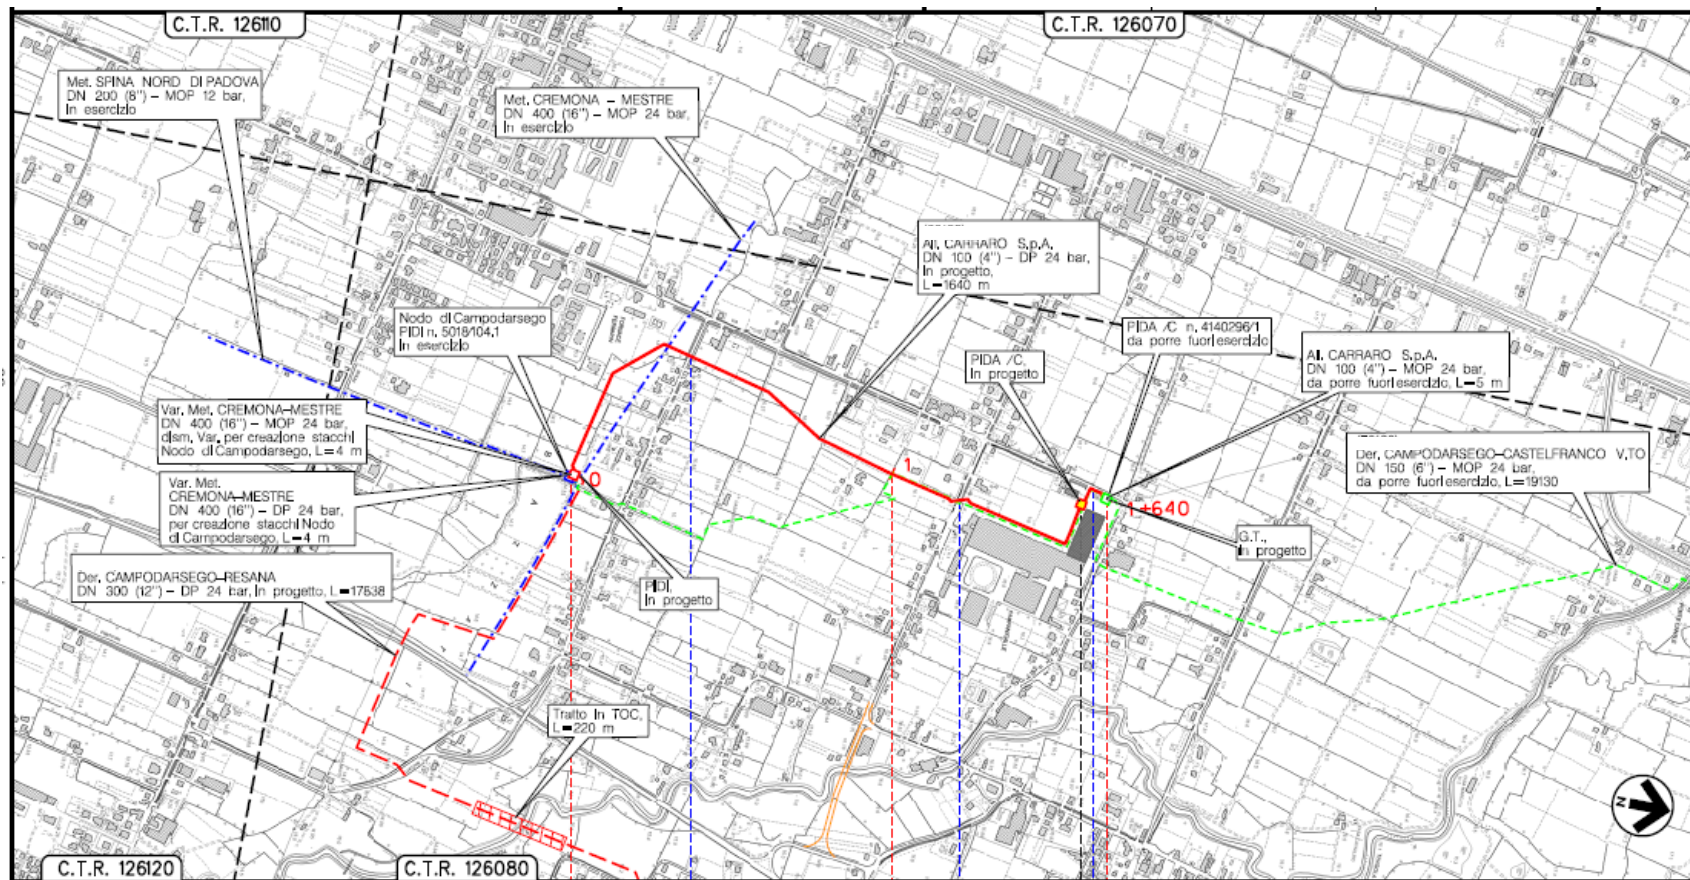 C.T.R. 126110
C.T.R. 126070
Met. SPINA NORD DI PADOVA
DN 200 (8") – MOP 12 bar,
In esercizio
Met. CREMONA – MESTRE
DN 400 (16") – MOP 24 bar,
In esercizio
All. CARRARO S.p.A.
DN 100 (4") – DP 24 bar,
In progetto,
L=1640 m
Nodo di Campodarsego
PIDI n. 5018/104.1
In esercizio
PIDA /C n. 4140296/1
da porre fuori esercizio
PIDA /C
In progetto
All. CARRARO S.p.A.
DN 100 (4") – MOP 24 bar,
da porre fuori esercizio, L=5 m
Var. Met. CREMONA–MESTRE
DN 400 (16") – MOP 24 bar,
dism. Var. per creazione stacchi
Nodo di Campodarsego, L=4 m
Der. CAMPODARSEGO–CASTELFRANCO V.TO
DN 150 (6") – MOP 24 bar,
da porre fuori esercizio, L=19130
Var. Met.
CREMONA–MESTRE
DN 400 (16") – DP 24 bar,
per creazione stacchi Nodo
di Campodarsego, L=4 m
0
1
1+640
G.T.,
In progetto
Der. CAMPODARSEGO–RESANA
DN 300 (12") – DP 24 bar, In progetto, L=17638
PIDI,
In progetto
Tratto In TOC,
L=220 m
N
C.T.R. 126120
C.T.R. 126080